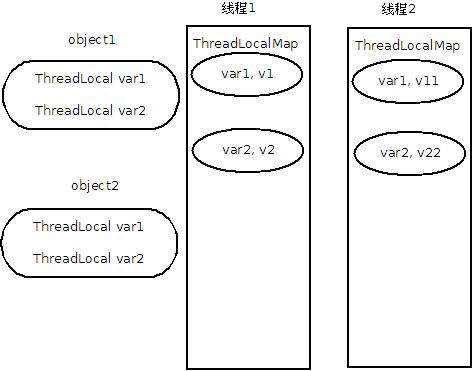 线程1
线程2
object1
ThreadLocal var1
ThreadLocal var2
object2
ThreadLocal var1
ThreadLocal var2
ThreadLocalMap
var1, v1
var2, v2
ThreadLocalMap
var1, v11
var2, v22